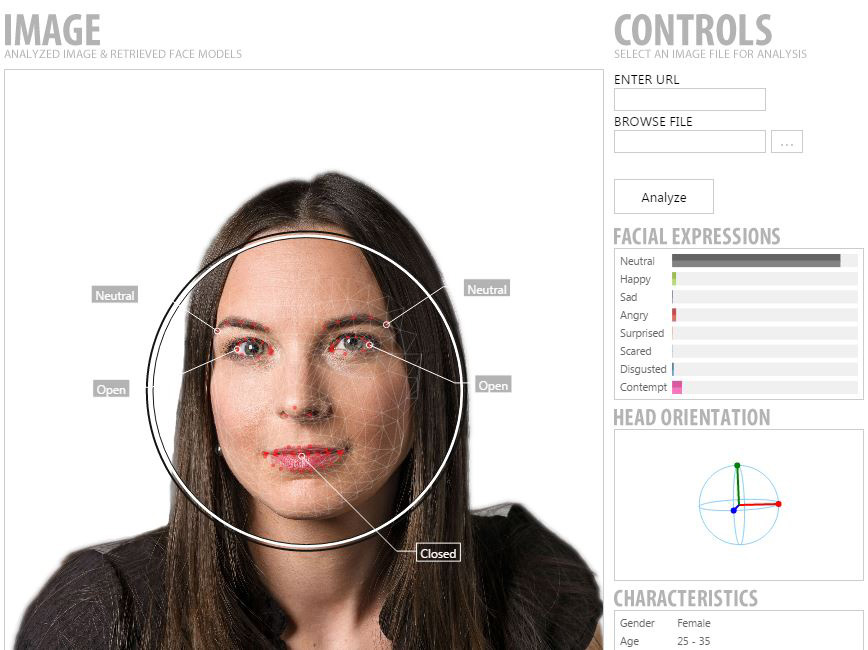 IMAGE
ANALYZED IMAGE & RETRIEVED FACE MODELS
Neutral
Neutral
Open
Open
Closed
CONTROLS
SELECT AN IMAGE FILE FOR ANALYSIS
ENTER URL
BROWSE FILE
...
Analyze
FACIAL EXPRESSIONS
Neutral
Happy
Sad
Angry
Surprised
Scared
Disgusted
Contempt
HEAD ORIENTATION
CHARACTERISTICS
Gender Female
Age 25 - 35